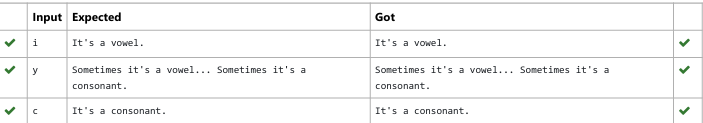 Input Expected Got
i It's a vowel. It's a vowel.
y Sometimes it's a vowel... Sometimes it's a Sometimes it's a vowel... Sometimes it's a
consonant. consonant.
c It's a consonant. It's a consonant.